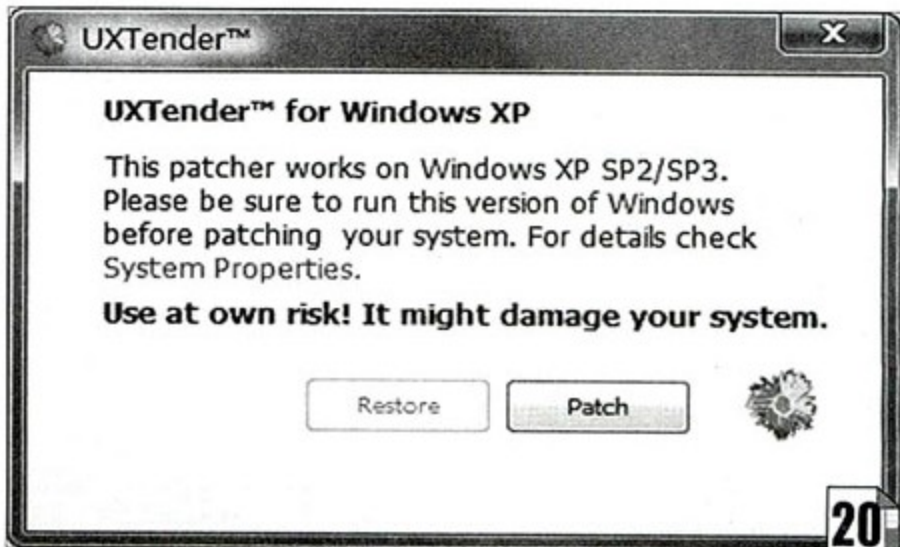 UXTender™
UXTender™ for Windows XP
This patcher works on Windows XP SP2/SP3.
Please be sure to run this version of Windows
before patching your system. For details check
System Properties.
Use at own risk! It might damage your system.
Restore
Patch
20